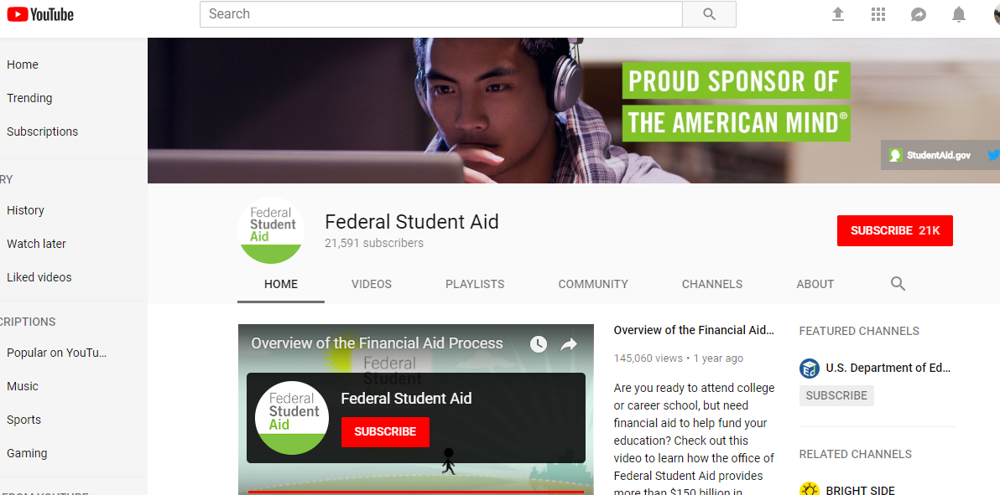 YouTube
Search
Home
Trending
Subscriptions
RY
History
Watch later
Liked videos
CRIPTIONS
Popular on YouTu...
Music
Sports
Gaming
FROM YOUTUBE
PROUD SPONSOR OF
THE AMERICAN MIND®
StudentAid.gov
Federal
Student
Aid
Federal Student Aid
21,591 subscribers
SUBSCRIBE 21K
HOME VIDEOS PLAYLISTS COMMUNITY CHANNELS ABOUT
Overview of the Financial Aid Process
Federal
Student
Federal
Student
Aid
Federal Student Aid
SUBSCRIBE
Overview of the Financial Aid...
145,060 views • 1 year ago
Are you ready to attend college
or career school, but need
financial aid to help fund your
education? Check out this
video to learn how the office of
Federal Student Aid provides
more than $150 billion in
FEATURED CHANNELS
Ed
U.S. Department of Ed...
SUBSCRIBE
RELATED CHANNELS
BRIGHT SIDE